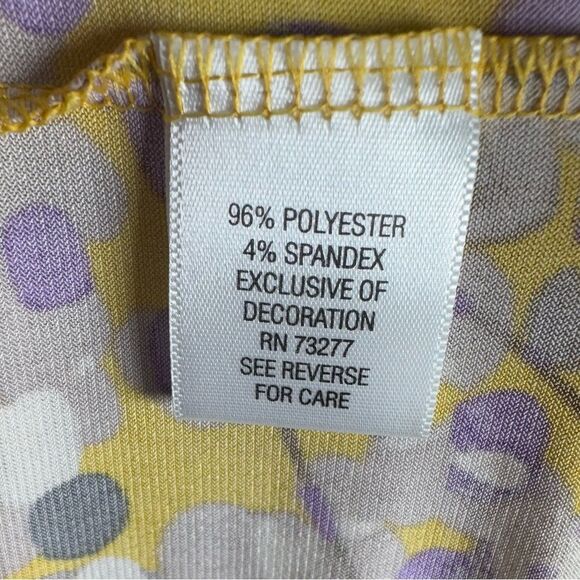 96% POLYESTER
4% SPANDEX
EXCLUSIVE OF
DECORATION
RN 73277
SEE REVERSE
FOR CARE